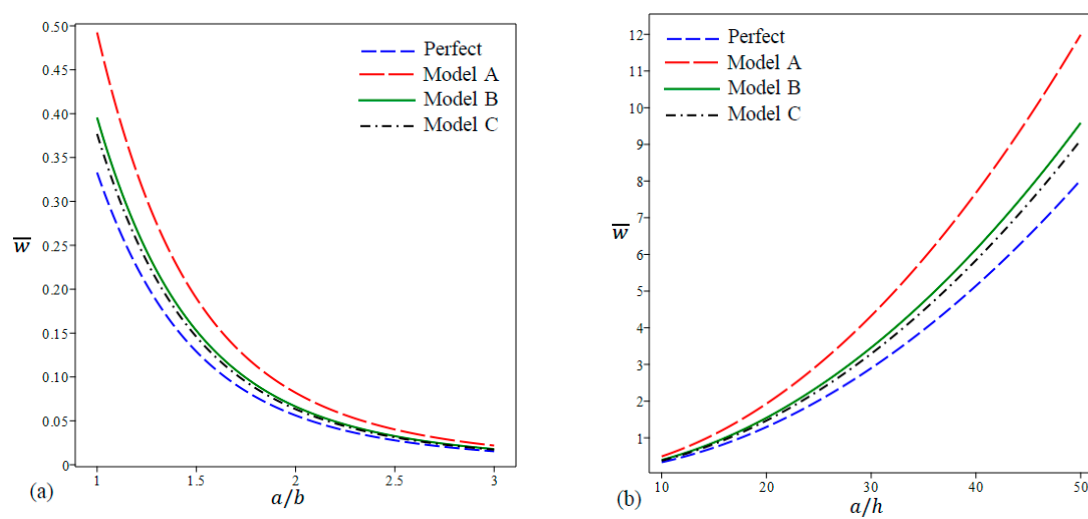 0.50
0.45
0.40
0.35
0.30
0.25
0.20
0.15
0.10
0.05
0
w̅
Perfect
Model A
Model B
Model C
1 1.5 2 2.5 3
(a) a/b
12
11
10
9
8
7
6
5
4
3
2
1
w̅
Perfect
Model A
Model B
Model C
10 20 30 40 50
(b) a/h